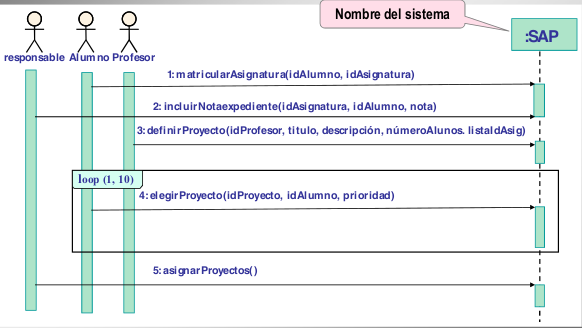 Nombre del sistema
:SAP
responsable Alumno Profesor
1: matricularAsignatura(idAlumno, idAsignatura)
2: incluirNotaexpediente(idAsignatura, idAlumno, nota)
3: definirProyecto(idProfesor, titulo, descripción, númeroAlunos. listaIdAsig)
loop (1, 10)
4: elegirProyecto(idProyecto, idAlumno, prioridad)
5: asignarProyectos()